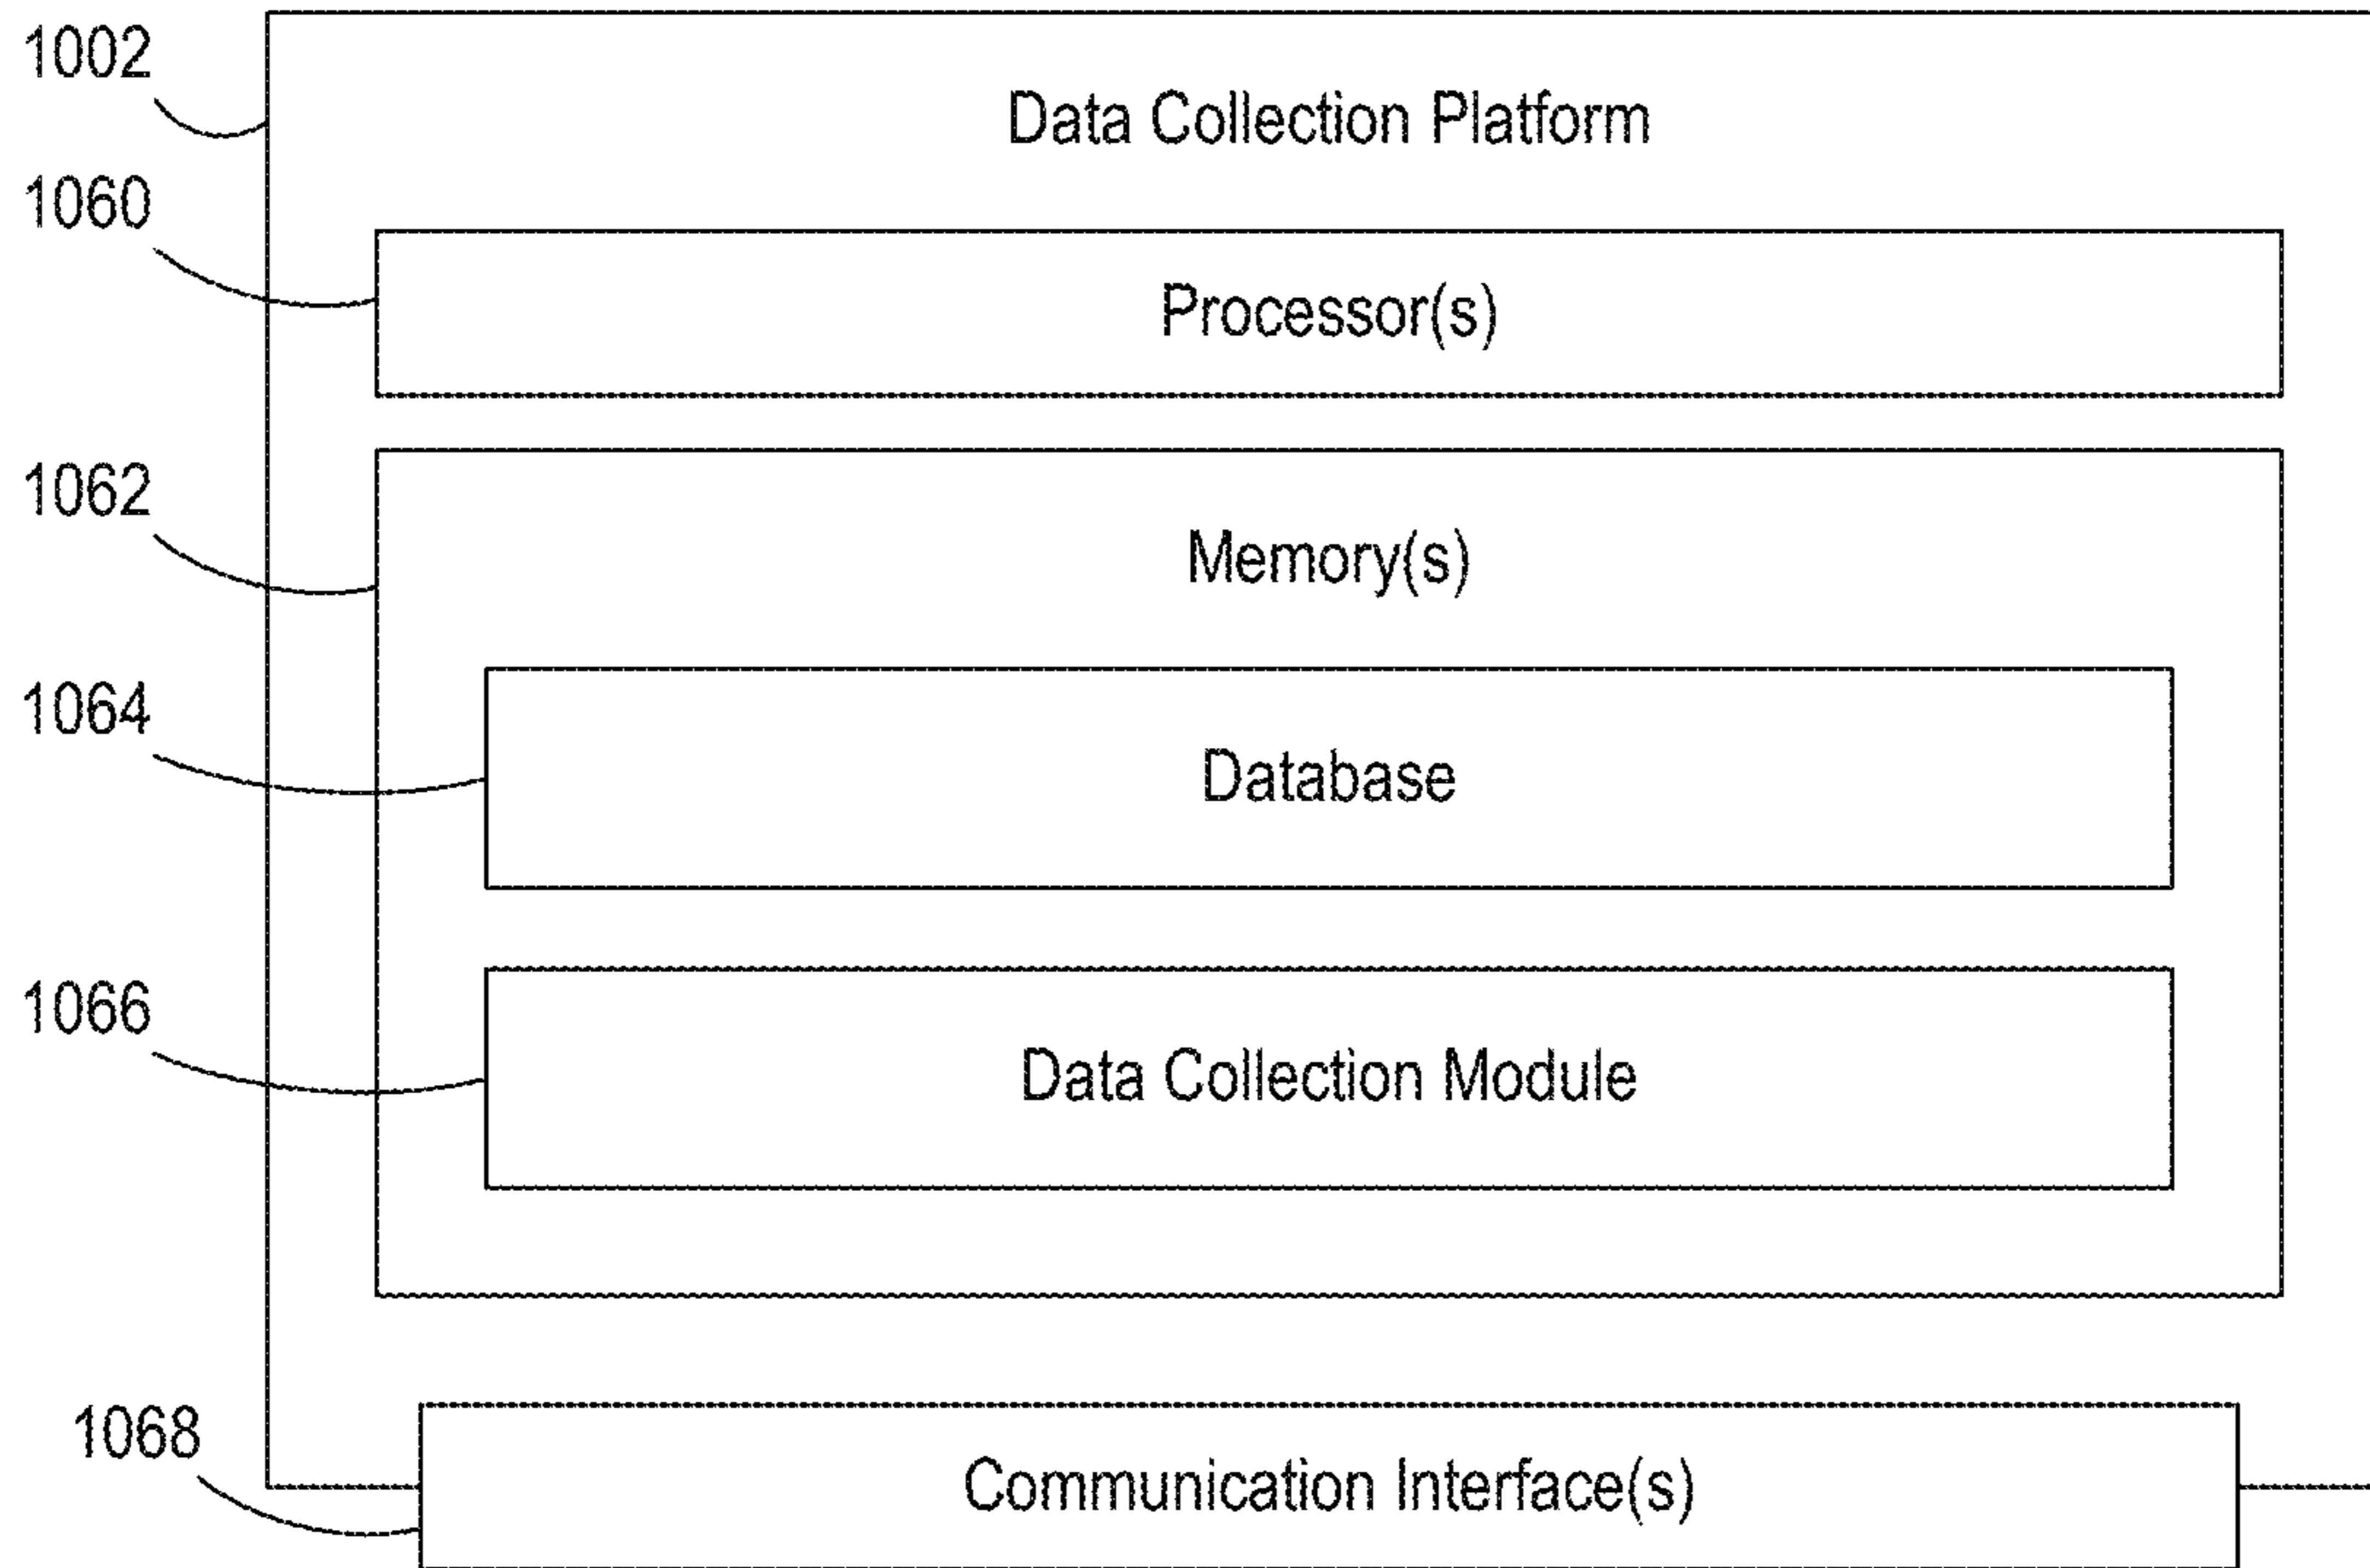 1002
Data Collection Platform
1060
Processor(s)
1062
Memory(s)
1064
Database
1066
Data Collection Module
1068
Communication Interface(s)